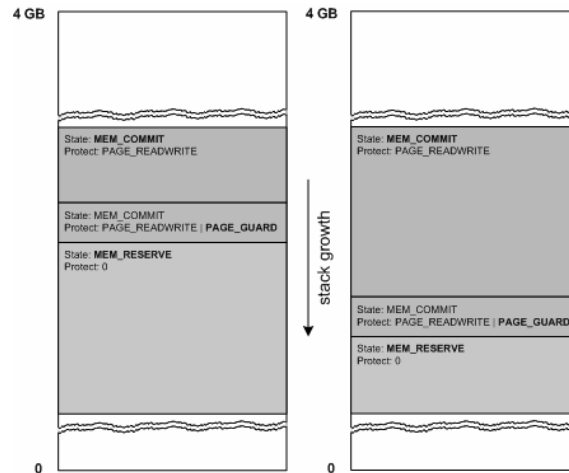 4 GB
State: MEM_COMMIT
Protect: PAGE_READWRITE
State: MEM_COMMIT
Protect: PAGE_READWRITE | PAGE_GUARD
State: MEM_RESERVE
Protect: 0
0
stack growth
4 GB
State: MEM_COMMIT
Protect: PAGE_READWRITE
State: MEM_COMMIT
Protect: PAGE_READWRITE | PAGE_GUARD
State: MEM_RESERVE
Protect: 0
0